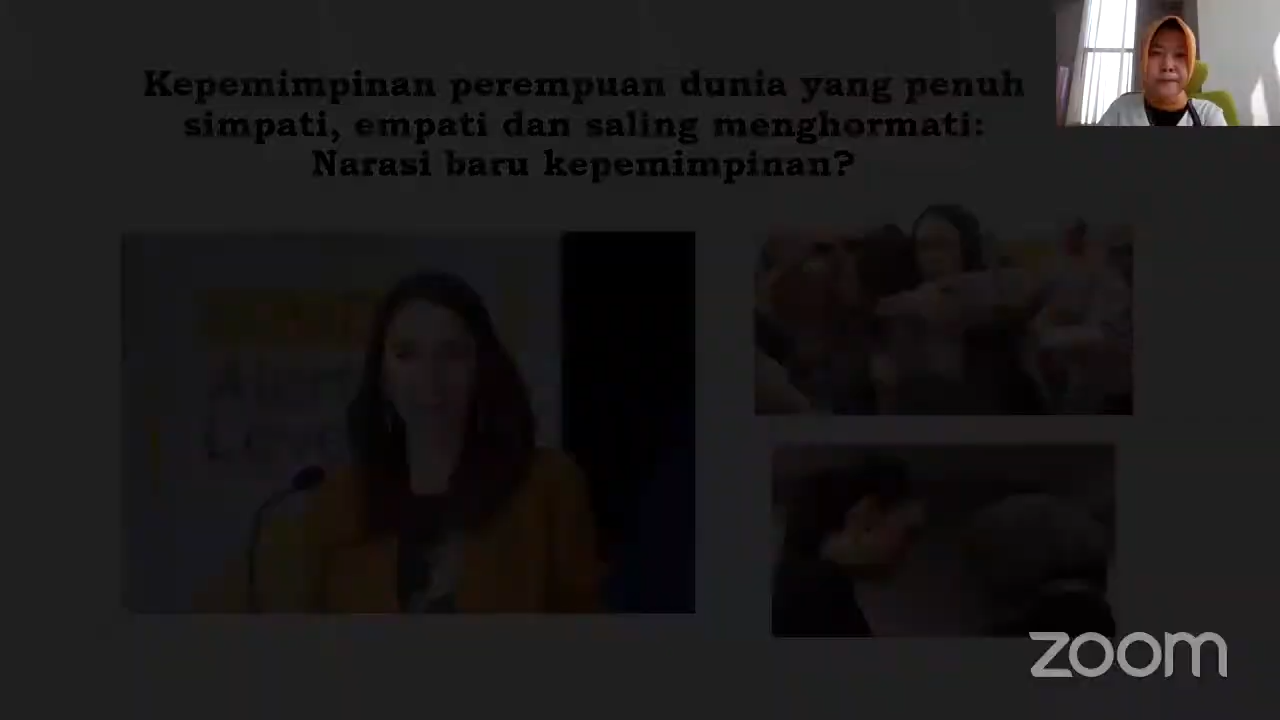 Kepemimpinan perempuan dunia yang penuh
simpati, empati dan saling menghormati:
Narasi baru kepemimpinan?
zoom